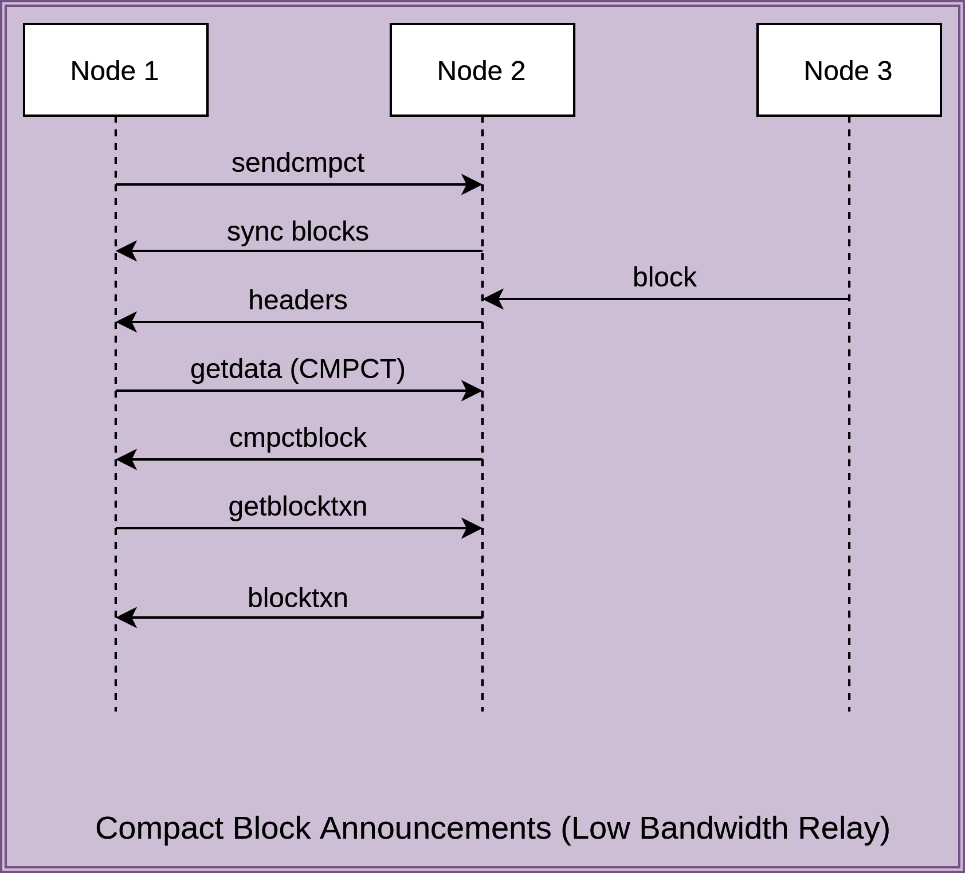 Node 1
Node 2
Node 3
sendcmpct
sync blocks
block
headers
getdata (CMPCT)
cmpctblock
getblocktxn
blocktxn
Compact Block Announcements (Low Bandwidth Relay)